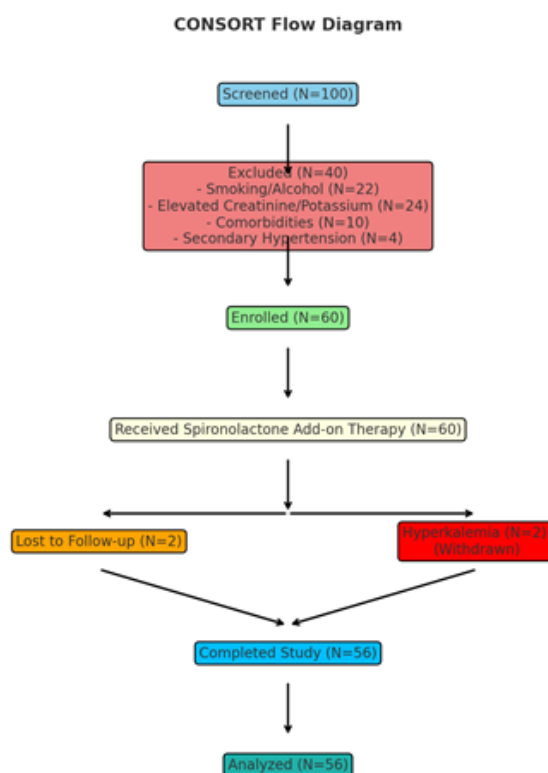 CONSORT Flow Diagram
Screened (N=100)
Excluded (N=40)
- Smoking/Alcohol (N=22)
- Elevated Creatinine/Potassium (N=24)
- Comorbidities (N=10)
- Secondary Hypertension (N=4)
Enrolled (N=60)
Received Spironolactone Add-on Therapy (N=60)
Lost to Follow-up (N=2)
Hyperkalemia (N=2)
(Withdrawn)
Completed Study (N=56)
Analyzed (N=56)